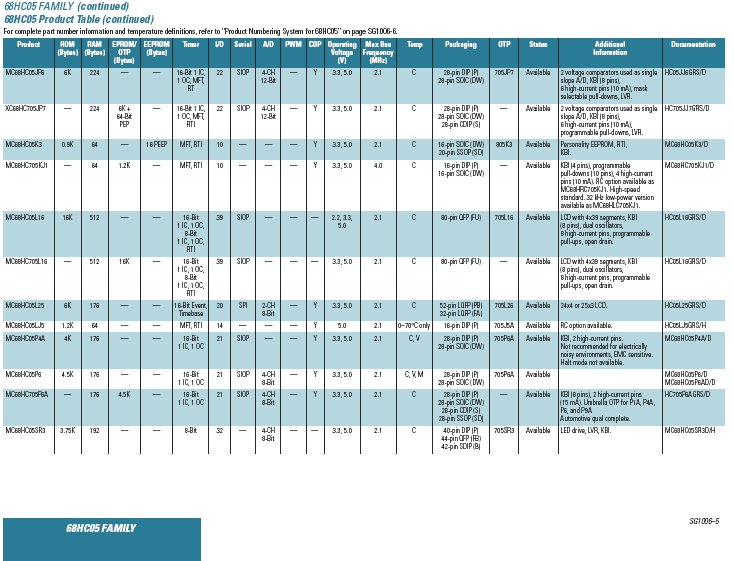 68HC05 FAMILY (continued)
68HC05 Product Table (continued)
For complete part number information and temperature definitions, refer to "Product Numbering System for 68HC05" on page SG1006-6.
Product ROM (Bytes) RAM (Bytes) EPROM/ OTP (Bytes) EEPROM (Bytes) Timer I/O Serial A/D PWM COP Operating Voltage (V) Max Bus Frequency (MHz) Temp Packaging OTP Status Additional Information Documentation
MC68HC05JF6 6K 224 — — 16-Bit 1 IC, 22 SIOP 4-CH — Y 3.3, 5.0 2.1 C 28-pin DIP (P) 705JP7 Available 2 voltage comparators used as single HC05JJ6GRS/D
1 OC, MFT, 12-Bit 28-pin SOIC (DW) slope A/D, KBI (8 pins),
RT 6 high-current pins (10 mA), mask
selectable pull-downs, LVR.
XC68HC705JP7 — 224 6K + — 16-Bit 1 IC, 22 SIOP 4-CH — Y 3.3, 5.0 2.1 C 28-pin DIP (P) — Available 2 voltage comparators used as single HC705JJ7GRS/D
64-Bit 1 OC, MFT, 12-Bit 28-pin SOIC (DW) slope A/D, KBI (8 pins),
PEP RTI 28-pin CDIP (S) 6 high-current pins (10 mA),
programmable pull-downs, LVR.
MC68HC05K3 0.9K 64 — 16 PEEP MFT, RTI 10 — — — Y 3.3, 5.0 2.1 C 16-pin SOIC (DW) 805K3 Available Personality EEPROM, RTI, MC68HC05K3/D
20-pin SSOP (SD) KBI.
MC68HC705KJ1 — 64 1.2K — MFT, RTI 10 — — — Y 3.3, 5.0 4.0 C 16-pin DIP (P) — Available KBI (4 pins), programmable MC68HC705KJ1/D
16-pin SOIC (DW) pull-downs (10 pins), 4 high-current
pins (10 mA). RC option available as
MC68HRC705KJ1. High-speed
standard. 32 kHz low-power version
available as MC68HLC705KJ1.
MC68HC05L16 16K 512 — — 16-Bit 39 SIOP — — — 2.2, 3.3, 2.1 C 80-pin QFP (FU) 705L16 Available LCD with 4x39 segments, KBI HC05L16GRS/D
1 IC, 1 OC, 5.0 (8 pins), dual oscillators,
8-Bit 8 high-current pins, programmable
1 IC, 1 OC, pull-ups, open drain.
RTI
MC68HC705L16 — 512 16K — 16-Bit 39 SIOP — — — 3.3, 5.0 2.1 C 80-pin QFP (FU) — Available LCD with 4x39 segments, KBI HC05L16GRS/D
1 IC, 1 OC, (8 pins), dual oscillators,
8-Bit 8 high-current pins, programmable
1 IC, 1 OC, pull-ups, open drain.
RTI
MC68HC05L25 6K 176 — — 16-Bit Event, 20 SPI 2-CH — Y 3.3, 5.0 2.1 C 52-pin LQFP (PB) 705L26 Available 24x4 or 25x3 LCD. HC05L25GRS/D
Timebase 8-Bit 32-pin LQFP (FA)
MC68HC05LJ5 1.2K 64 — — MFT, RTI 14 — — — Y 5.0 2.1 0–70°C only 16-pin DIP (P) 705J5A Available RC option available. HC05LJ5GRS/H
MC68HC05P4A 4K 176 — — 16-Bit 21 SIOP — — Y 3.3, 5.0 2.1 C, V 28-pin DIP (P) 705P6A Available KBI, 2 high-current pins. MC68HC05P4A/D
1 IC, 1 OC 28-pin SOIC (DW) Not recommended for electrically
noisy environments, EMC sensitive.
Halt mode not available.
MC68HC05P6 4.5K 176 — — 16-Bit 21 SIOP 4-CH — Y 3.3, 5.0 2.1 C, V, M 28-pin DIP (P) 705P6A Available MC68HC05P6/D
1 IC, 1 OC 8-Bit 28-pin SOIC (DW) MC68HC05P6AD/D
MC68HC705P6A — 176 4.5K — 16-Bit 21 SIOP 4-CH — Y 3.3, 5.0 2.1 C 28-pin DIP (P) — Available KBI (8 pins), 2 high-current pins HC705P6AGRS/D
1 IC, 1 OC 8-Bit 28-pin SOIC (DW) (15 mA). Umbrella OTP for P1A, P4A,
28-pin CDIP (S) P6, and P9A
28-pin SSOP (SD) Automotive qual complete.
MC68HC05SR3 3.75K 192 — — 8-Bit 32 — 4-CH — — 3.3, 5.0 2.1 C 40-pin DIP (P) 705SR3 Available LED drive, LVR, KBI. MC68HC05SR3D/H
8-Bit 44-pin QFP (FB)
42-pin SDIP (B)
68HC05 FAMILY
SG1006–5